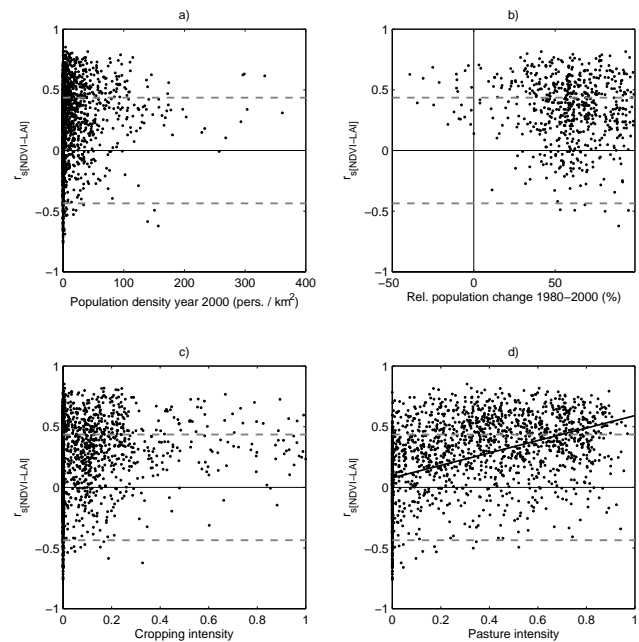 a)
1
0.5
0
−0.5
−1
r_s[NDVI−LAI]
0 100 200 300 400
Population density year 2000 (pers. / km²)
b)
1
0.5
0
−0.5
−1
r_s[NDVI−LAI]
−50 0 50
Rel. population change 1980−2000 (%)
c)
1
0.5
0
−0.5
−1
r_s[NDVI−LAI]
0 0.2 0.4 0.6 0.8 1
Cropping intensity
d)
1
0.5
0
−0.5
−1
r_s[NDVI−LAI]
0 0.2 0.4 0.6 0.8 1
Pasture intensity